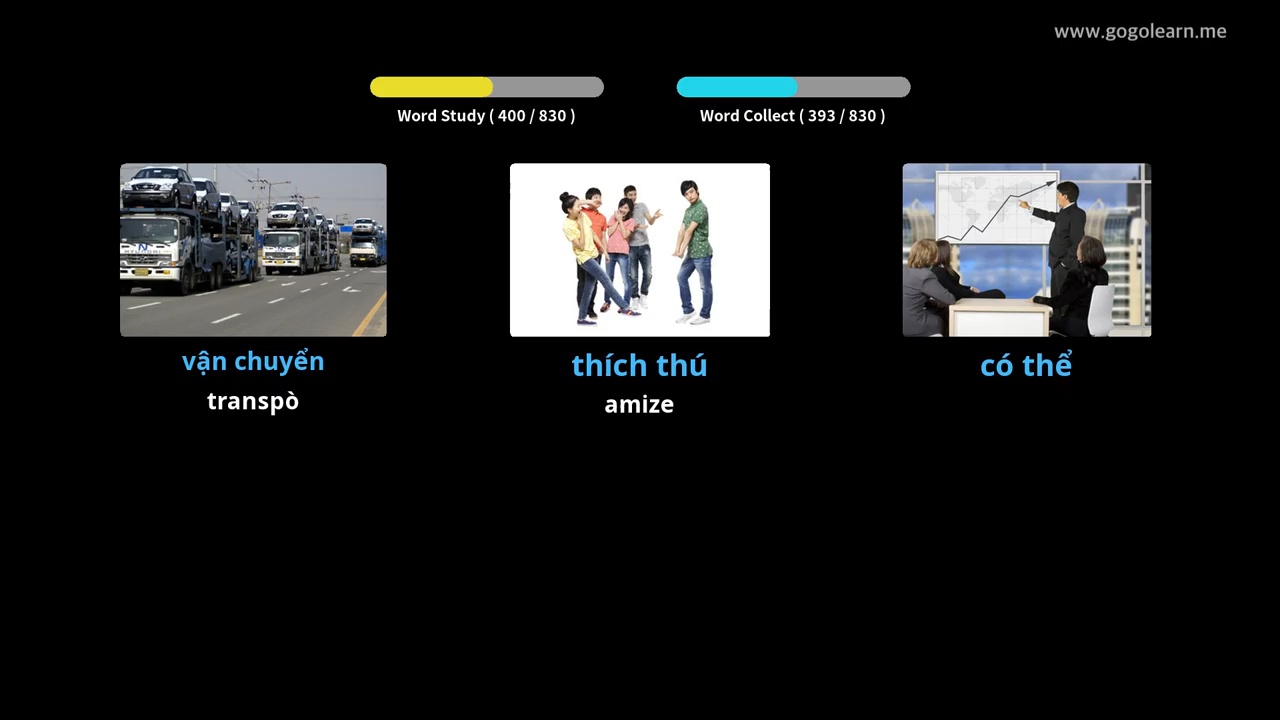 www.gogolearn.me
Word Study ( 400 / 830 )
Word Collect ( 393 / 830 )
vận chuyển
thích thú
có thể
transpò
amize